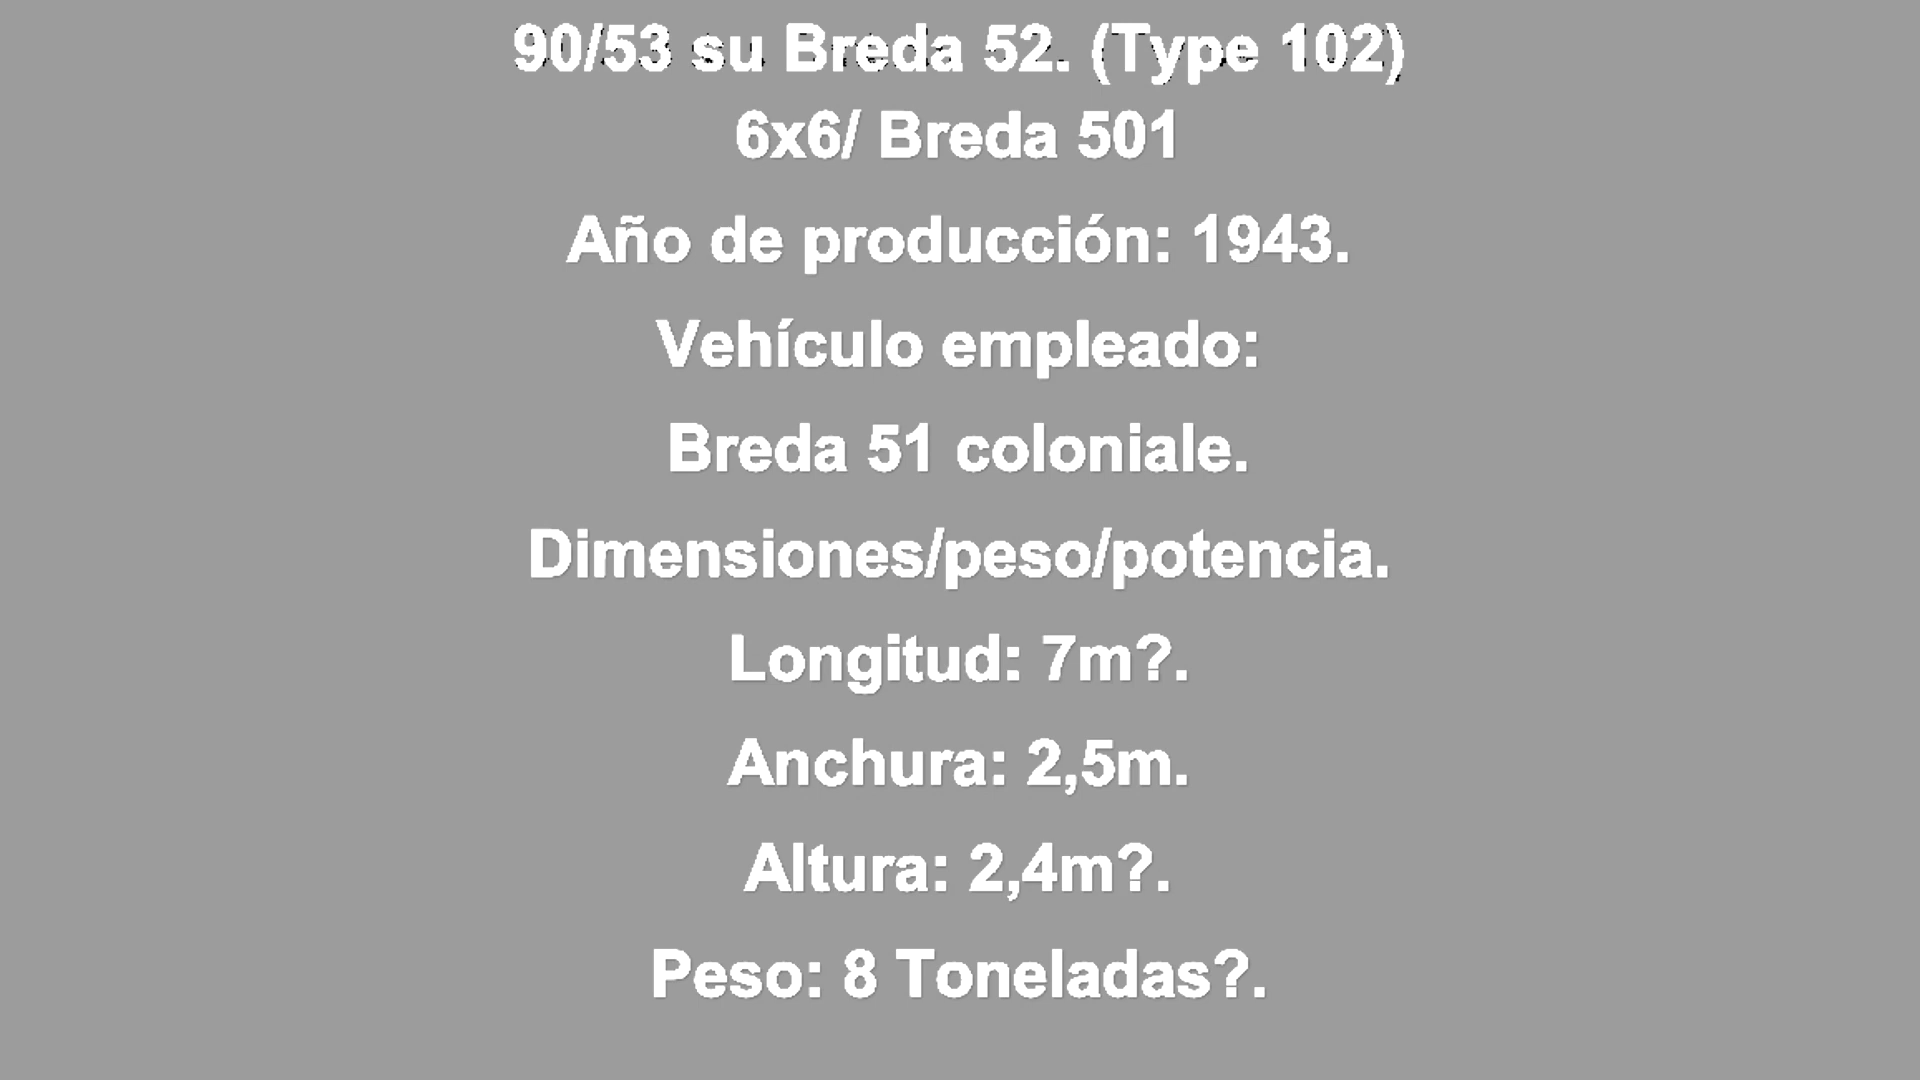 90/53 su Breda 52. (Type 102)
6x6/ Breda 501
Año de producción: 1943.
Vehículo empleado:
Breda 51 coloniale.
Dimensiones/peso/potencia.
Longitud: 7m?.
Anchura: 2,5m.
Altura: 2,4m?.
Peso: 8 Toneladas?.